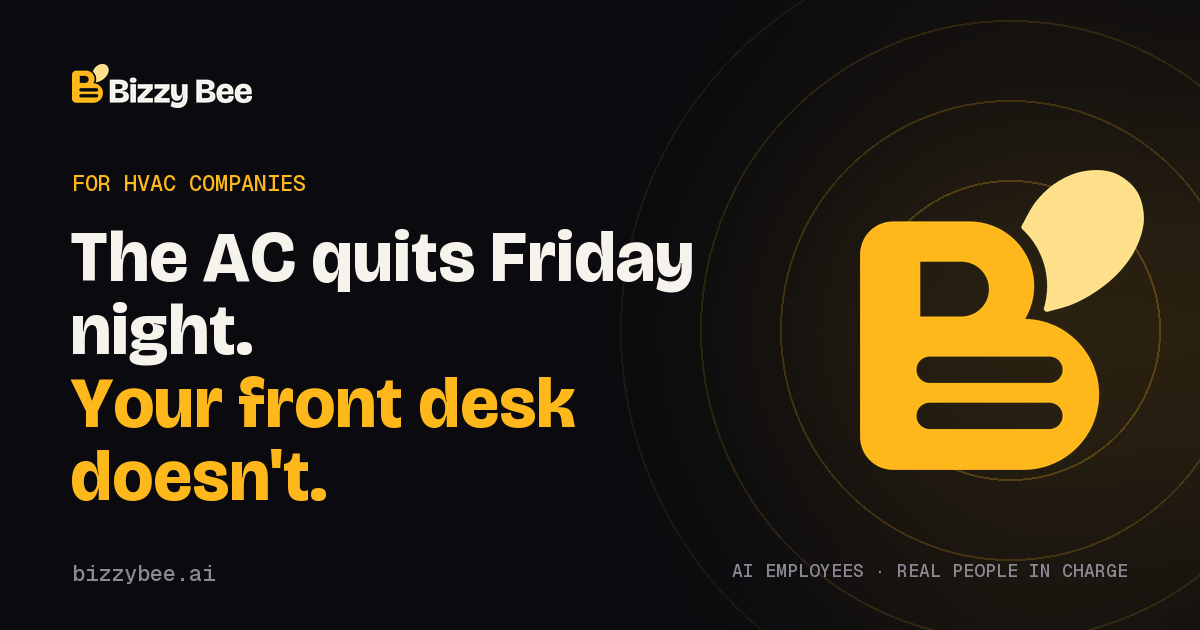 Bizzy Bee
FOR HVAC COMPANIES
The AC quits Friday
night.
Your front desk
doesn't.
bizzybee.ai
AI EMPLOYEES · REAL PEOPLE IN CHARGE